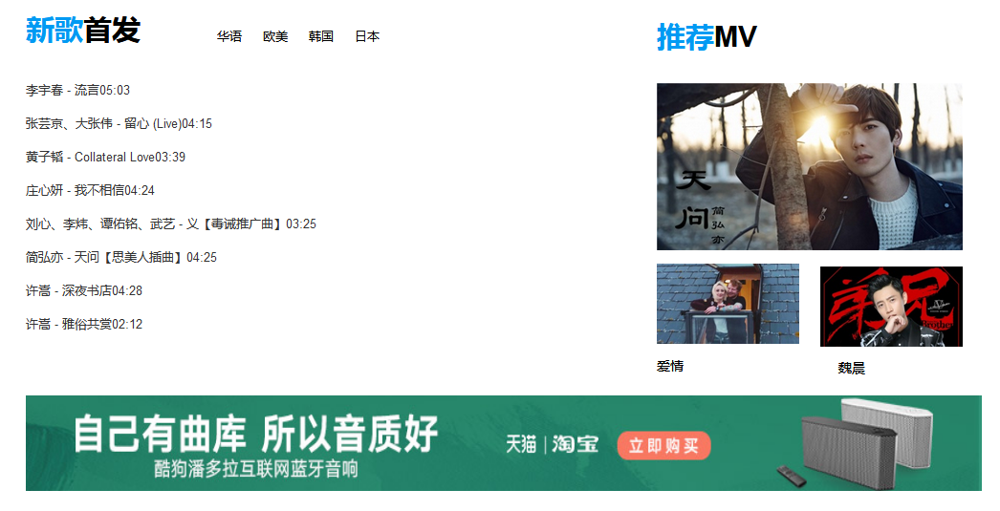 新歌首发
华语 欧美 韩国 日本
李宇春 - 流言05:03
张芸京、大张伟 - 留心 (Live)04:15
黄子韬 - Collateral Love03:39
庄心妍 - 我不相信04:24
刘心、李炜、谭佑铭、武艺 - 义【毒诫推广曲】03:25
简弘亦 - 天问【思美人插曲】04:25
许嵩 - 深夜书店04:28
许嵩 - 雅俗共赏02:12
推荐MV
天问
简弘亦
爱情
弟兄
Brother
魏晨
自己有曲库 所以音质好
酷狗潘多拉互联网蓝牙音响
天猫 | 淘宝
立即购买